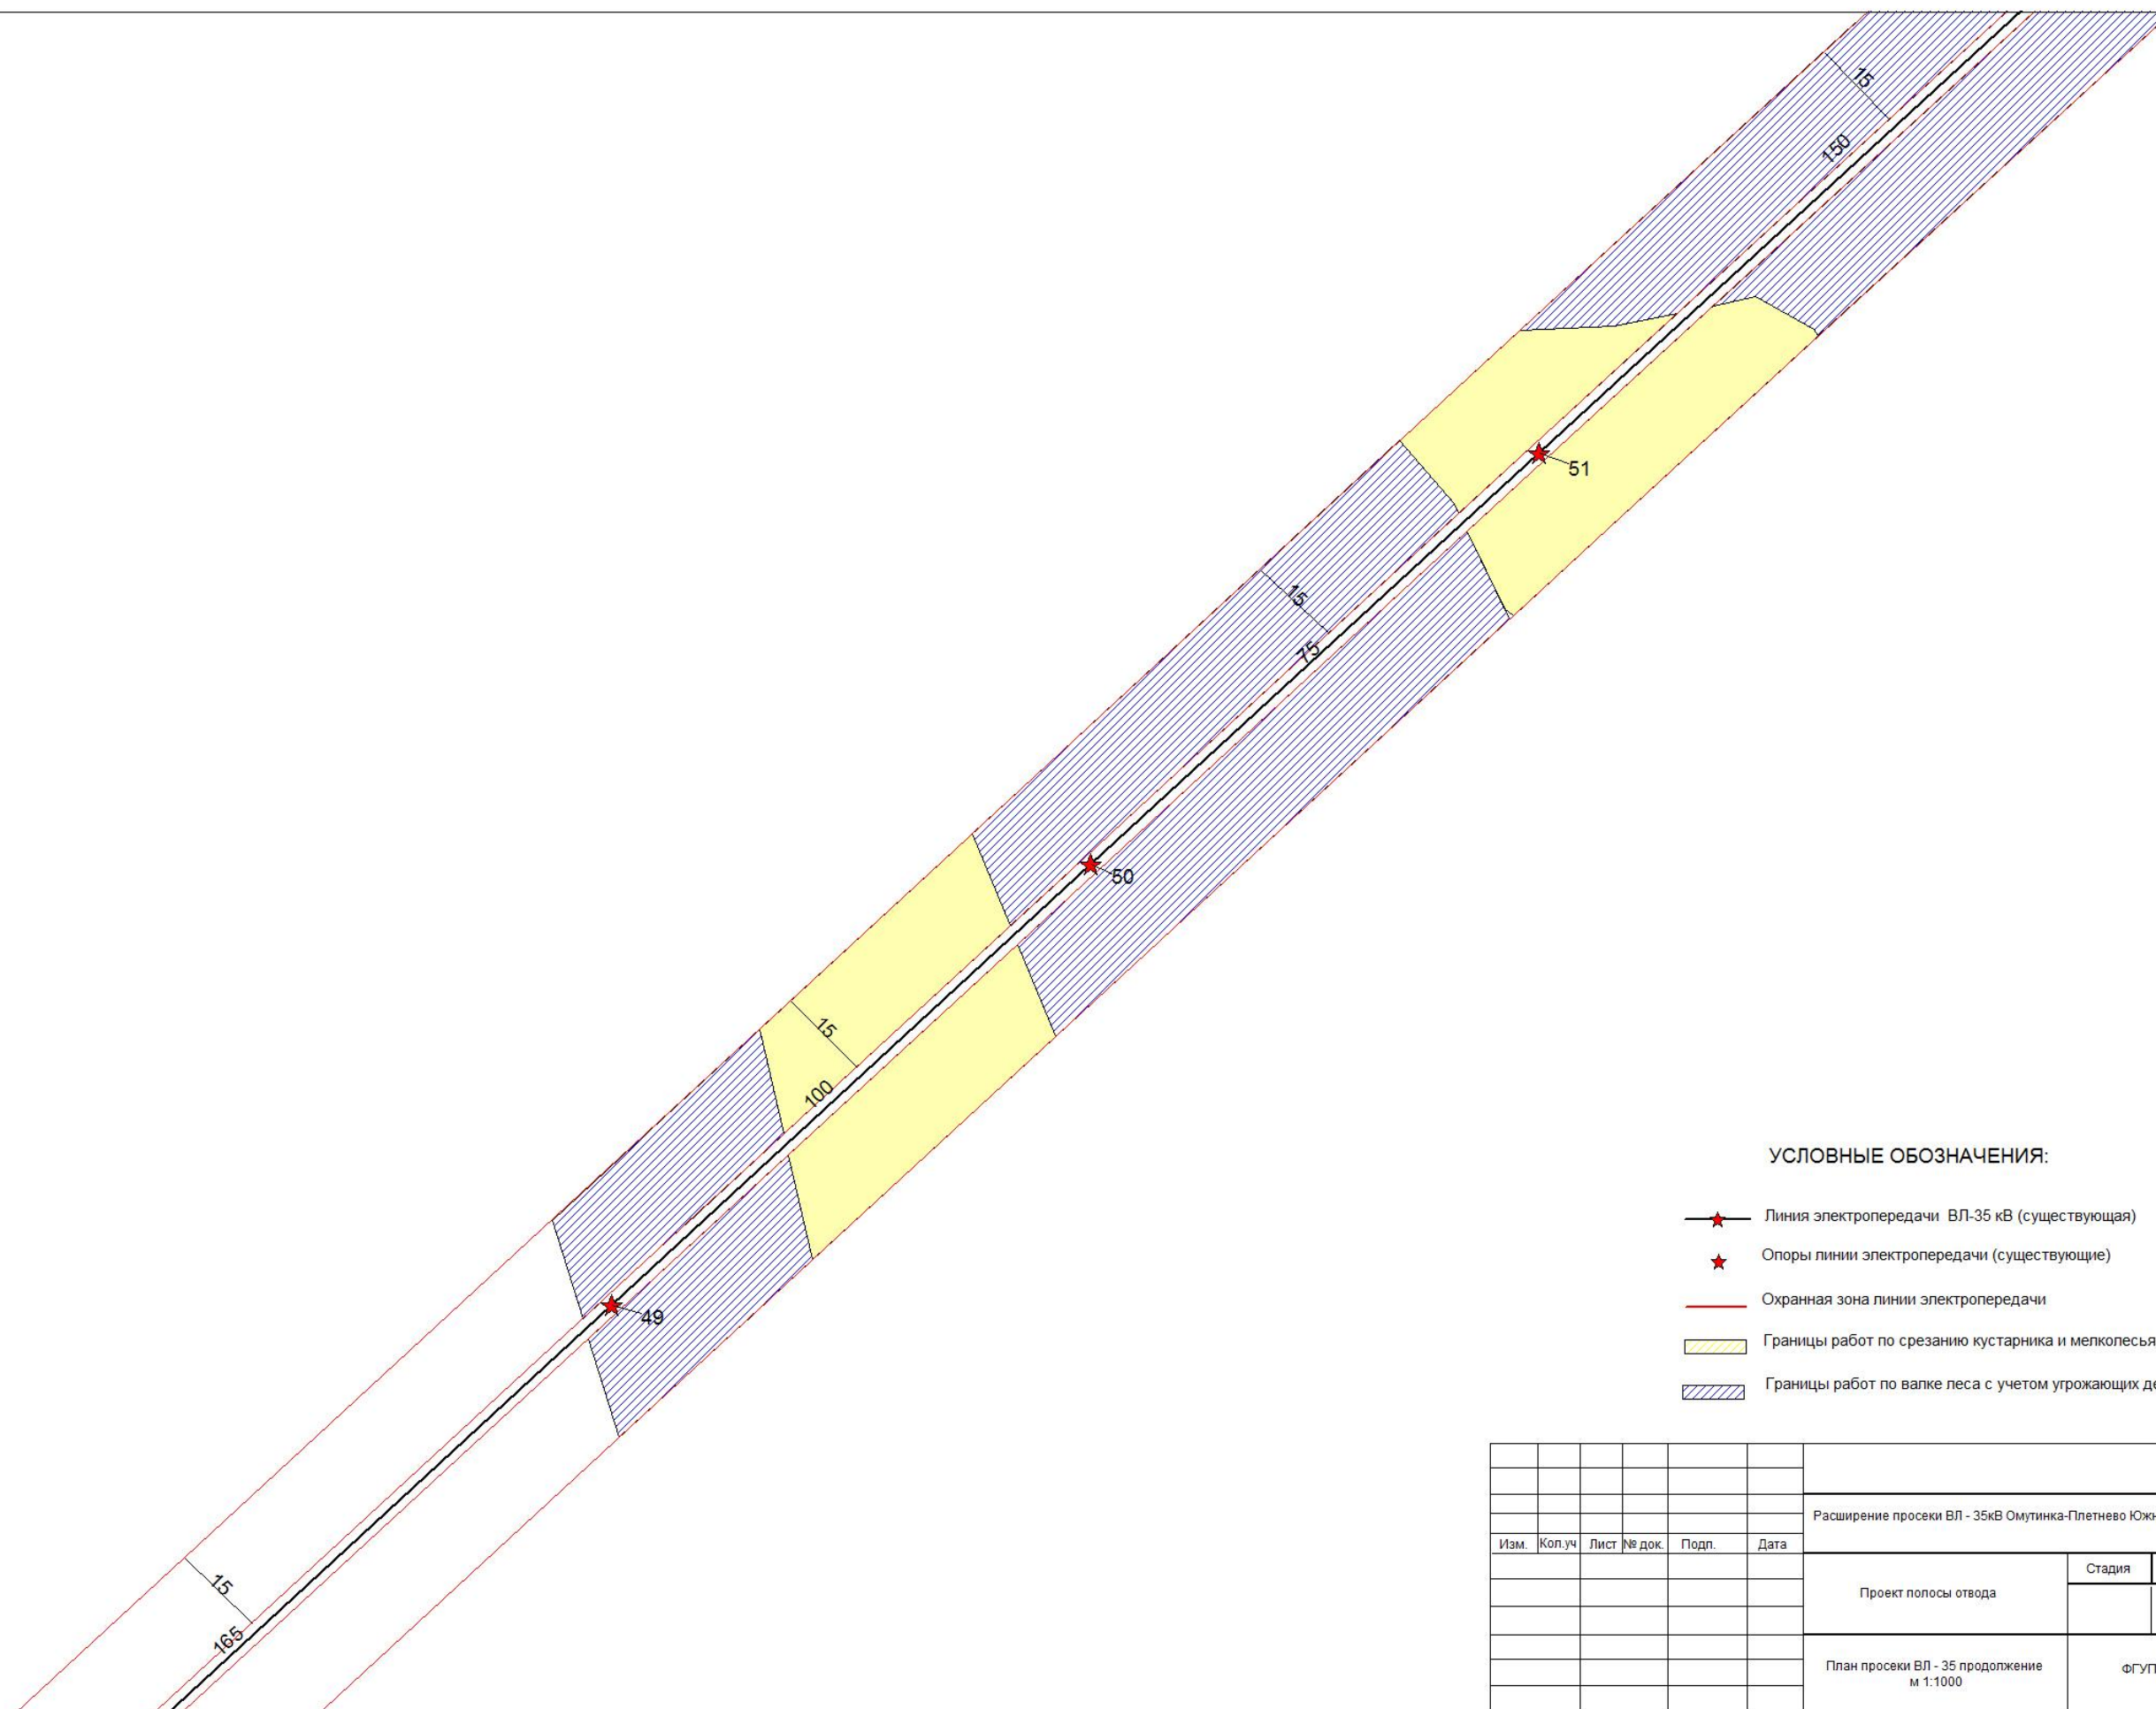 15
150
51
15
75
50
15
100
49
15
165
УСЛОВНЫЕ ОБОЗНАЧЕНИЯ:
Линия электропередачи ВЛ-35 кВ (существующая)
Опоры линии электропередачи (существующие)
Охранная зона линии электропередачи
Границы работ по срезанию кустарника и мелколесья
Границы работ по валке леса с учетом угрожающих
Расширение просеки ВЛ - 35кВ Омутинка-Плетнево
Изм. Кол.уч Лист № док. Подп. Дата
Стадия
Проект полосы отвода
План просеки ВЛ - 35 продолжение
м 1:1000
ФГУП